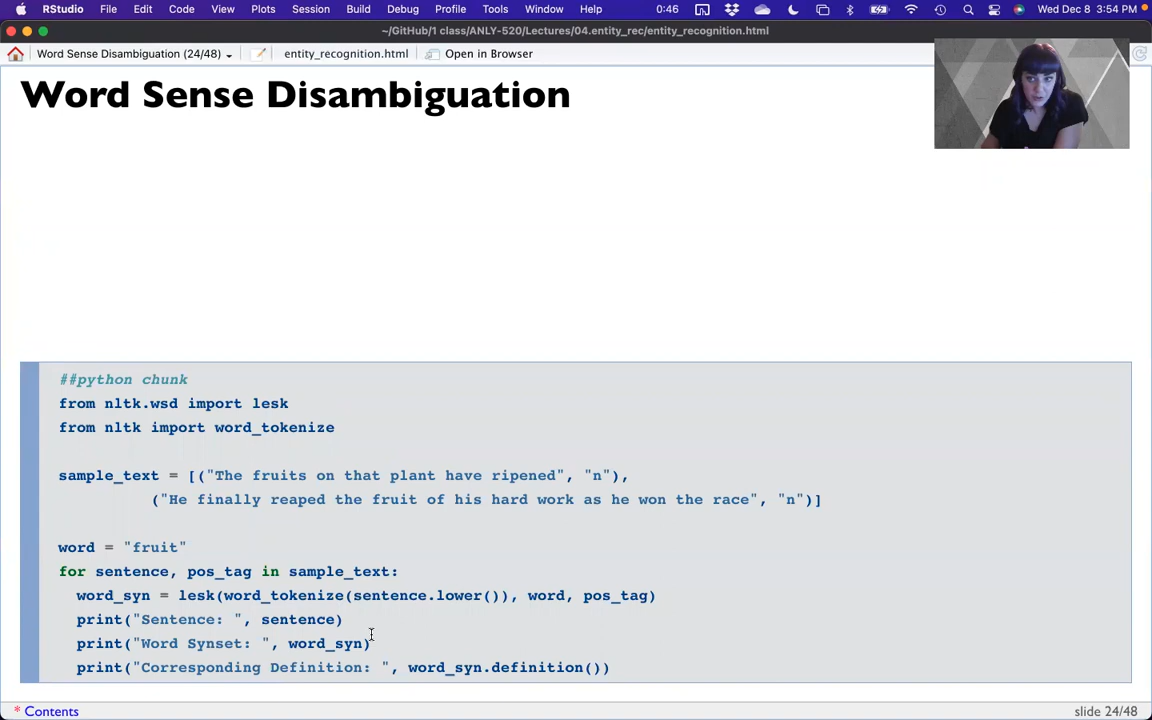 RStudio File Edit Code View Plots Session Build Debug Profile Tools Window Help 0:46 Wed Dec 8 3:54 PM
~/GitHub/1 class/ANLY-520/Lectures/04.entity_rec/entity_recognition.html
Word Sense Disambiguation (24/48) entity_recognition.html Open in Browser
Word Sense Disambiguation
##python chunk
from nltk.wsd import lesk
from nltk import word_tokenize
sample_text = [("The fruits on that plant have ripened", "n"),
("He finally reaped the fruit of his hard work as he won the race", "n")]
word = "fruit"
for sentence, pos_tag in sample_text:
word_syn = lesk(word_tokenize(sentence.lower()), word, pos_tag)
print("Sentence: ", sentence)
print("Word Synset: ", word_syn)
print("Corresponding Definition: ", word_syn.definition())
* Contents slide 24/48